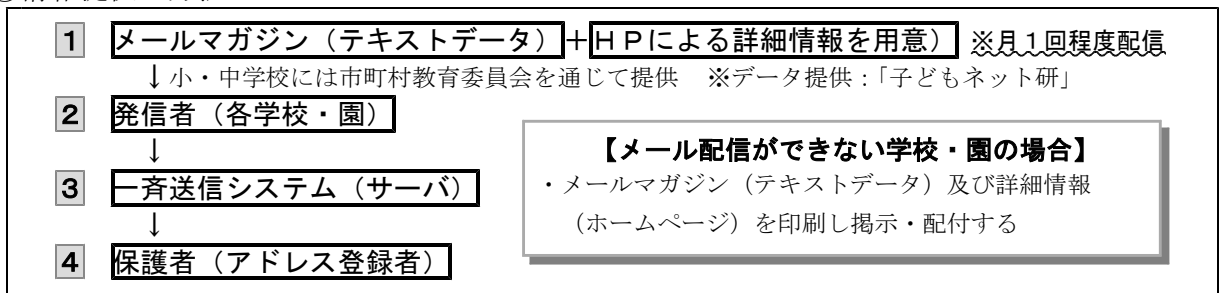 1 メールマガジン(テキストデータ)+HPによる詳細情報を用意) ※月1回程度配信
↓小・中学校には市町村教育委員会を通じて提供 ※データ提供:「子どもネット研」
2 発信者(各学校・園)
↓
3 一斉送信システム(サーバ)
↓
4 保護者(アドレス登録者)
【メール配信ができない学校・園の場合】
・メールマガジン(テキストデータ)及び詳細情報
(ホームページ)を印刷し掲示・配付する